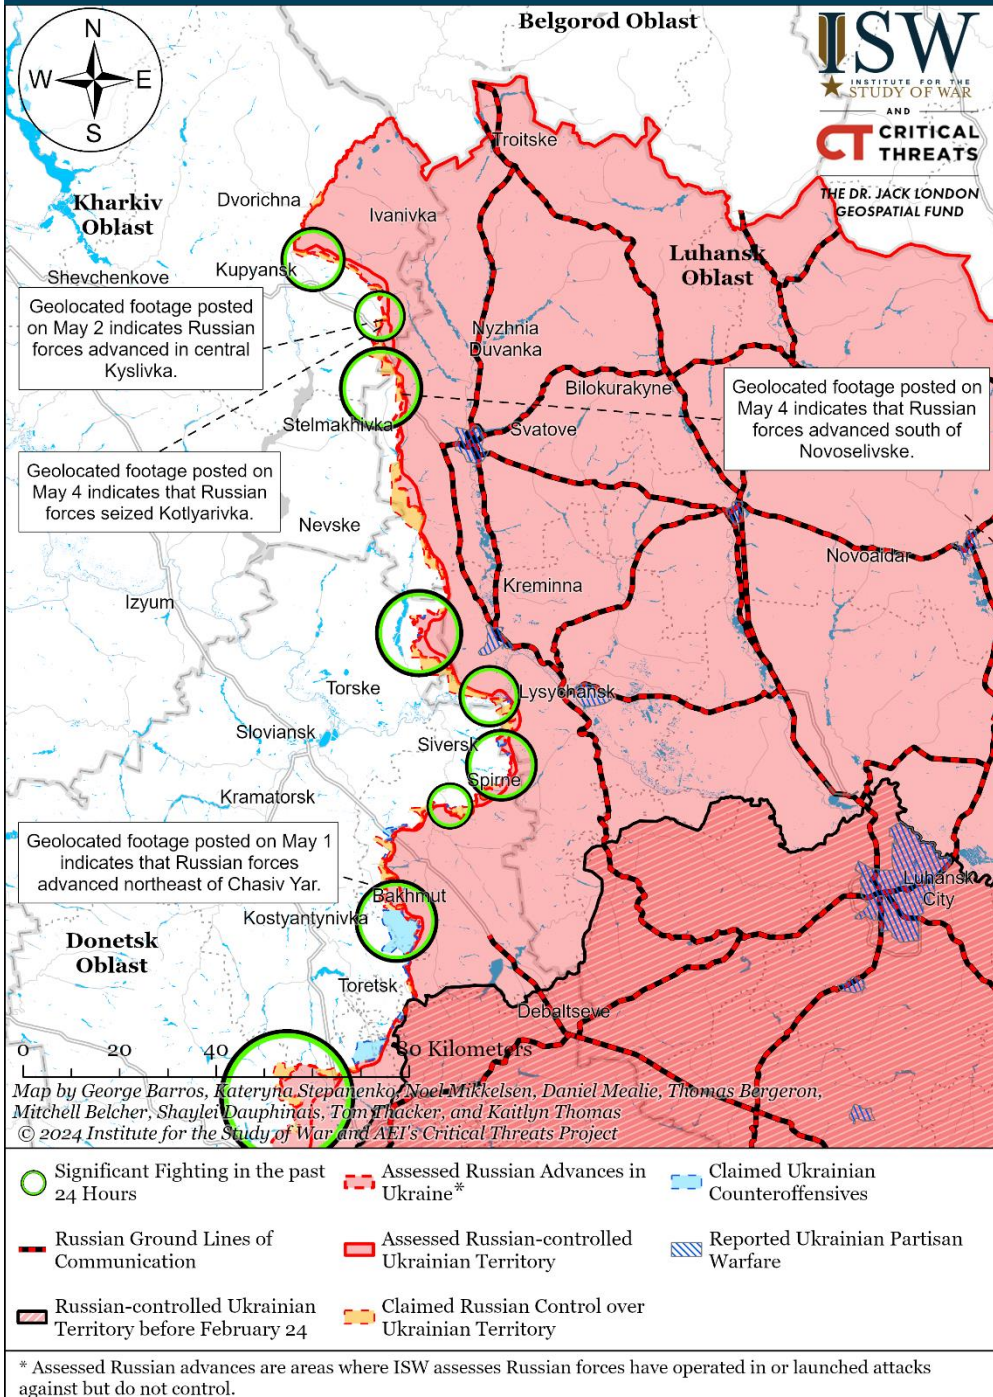 Belgorod Oblast
N
W
E
S
ISW
INSTITUTE FOR THE
STUDY OF WAR
AND
CT CRITICAL
THREATS
THE DR. JACK LONDON
GEOSPATIAL FUND
Troitske
Dvorichna
Kharkiv
Oblast
Ivanivka
Luhansk
Oblast
Shevchenkove
Kupyansk
Geolocated footage posted
on May 2 indicates Russian
forces advanced in central
Kyslivka.
Nyzhnia
Duvanka
Bilokurakyne
Geolocated footage posted on
May 4 indicates that Russian
forces advanced south of
Novoselivske.
Stelmakhivka
Svatove
Geolocated footage posted on
May 4 indicates that Russian
forces seized Kotlyarivka.
Nevske
Novoaidar
Kreminna
Izyum
Torske
Lysychansk
Sloviansk
Siversk
Spirne
Kramatorsk
Geolocated footage posted on May 1
indicates that Russian forces
advanced northeast of Chasiv Yar.
Bakhmut
Luhansk
City
Kostyantynivka
Donetsk
Oblast
Toretsk
Debaltseve
0 20 40 80 Kilometers
Map by George Barros, Kateryna Stepanenko, Noel Mikkelsen, Daniel Mealie, Thomas Bergeron,
Mitchell Belcher, Shaylei Dauphinais, Tom Thacker, and Kaitlyn Thomas
© 2024 Institute for the Study of War and AEI's Critical Threats Project
Significant Fighting in the past
24 Hours
Russian Ground Lines of
Communication
Russian-controlled Ukrainian
Territory before February 24
Assessed Russian Advances in
Ukraine*
Assessed Russian-controlled
Ukrainian Territory
Claimed Russian Control over
Ukrainian Territory
Claimed Ukrainian
Counteroffensives
Reported Ukrainian Partisan
Warfare
* Assessed Russian advances are areas where ISW assesses Russian forces have operated in or launched attacks
against but do not control.